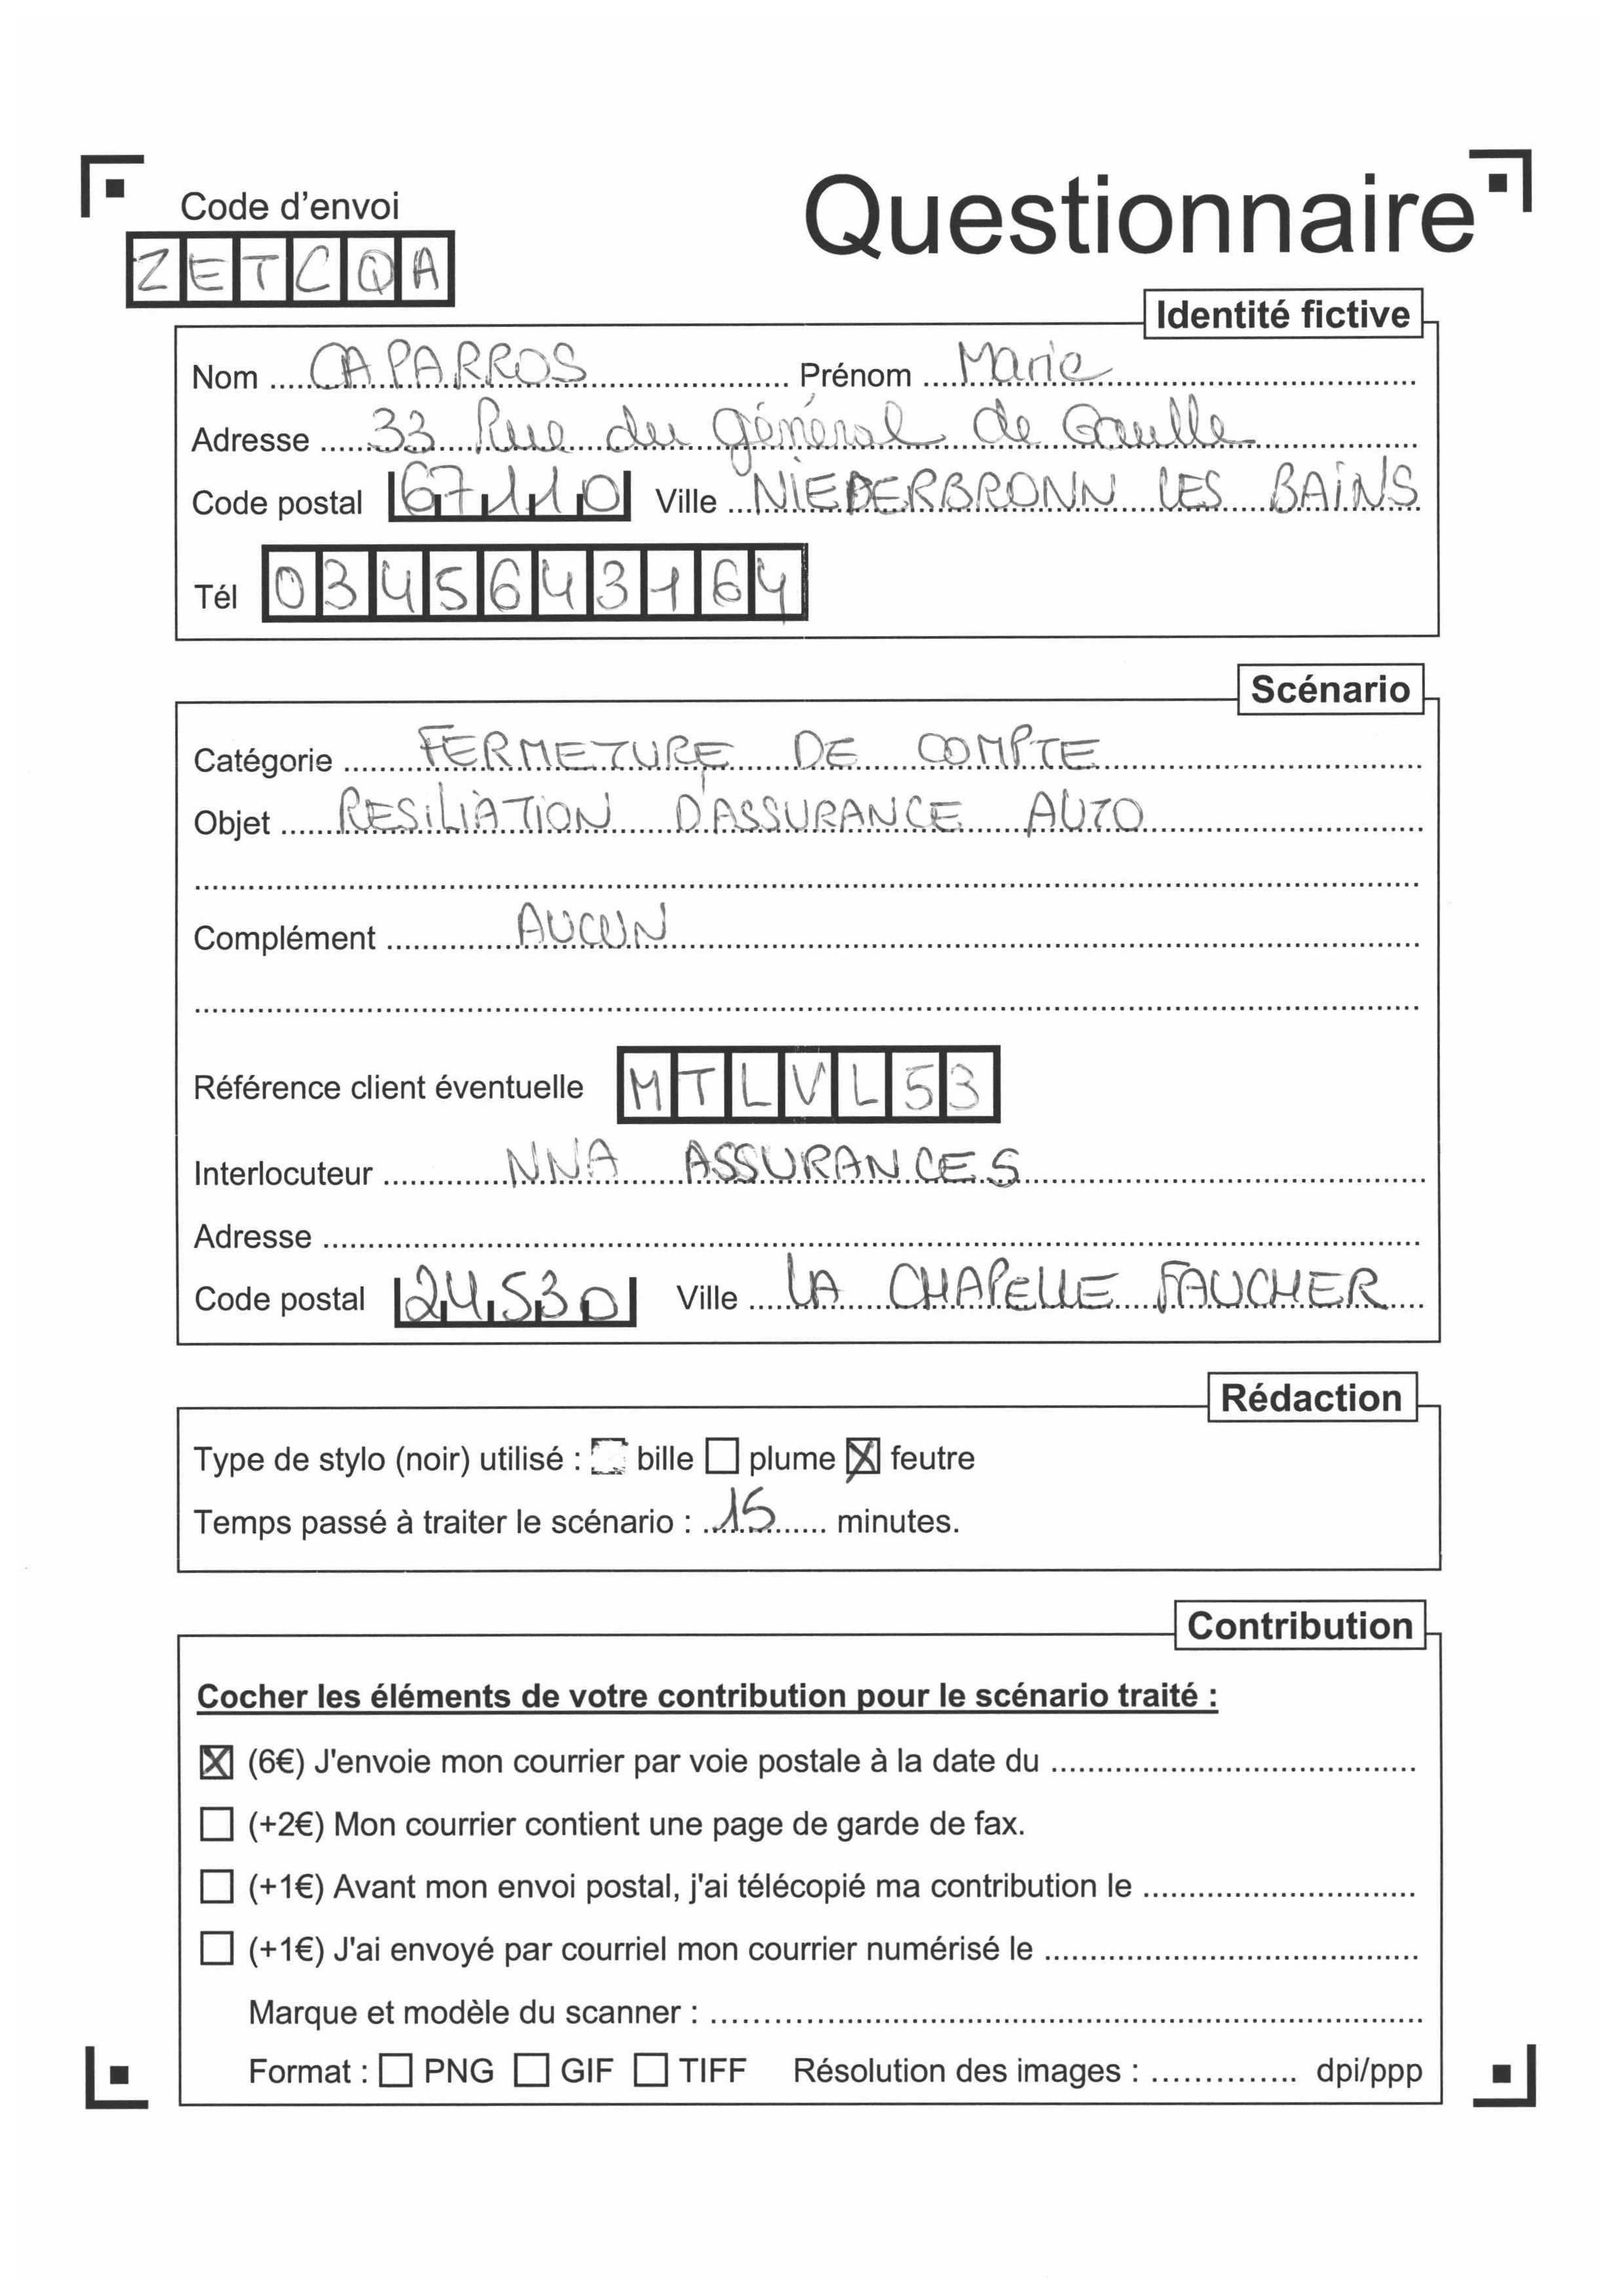 Code d'envoi
Questionnaire
ZETCQA
Identité fictive
Nom CAPARROS Prénom Marie
Adresse 33 Rue du général de Gaulle
Code postal 67110 Ville NIEDERBRONN LES BAINS
Tél 0345643164
Scénario
Catégorie FERMETURE DE COMPTE
Objet RESILIATION D'ASSURANCE AUTO
Complément AUCUN
Référence client éventuelle MTLVL53
Interlocuteur NNA ASSURANCES
Adresse
Code postal 24530 Ville LA CHAPELLE FAUCHER
Rédaction
Type de stylo (noir) utilisé : ☐ bille ☐ plume ☒ feutre
Temps passé à traiter le scénario : 15 minutes.
Contribution
Cocher les éléments de votre contribution pour le scénario traité :
☒ (6€) J'envoie mon courrier par voie postale à la date du
☐ (+2€) Mon courrier contient une page de garde de fax.
☐ (+1€) Avant mon envoi postal, j'ai télécopié ma contribution le
☐ (+1€) J'ai envoyé par courriel mon courrier numérisé le
Marque et modèle du scanner :
Format : ☐ PNG ☐ GIF ☐ TIFF Résolution des images : dpi/ppp